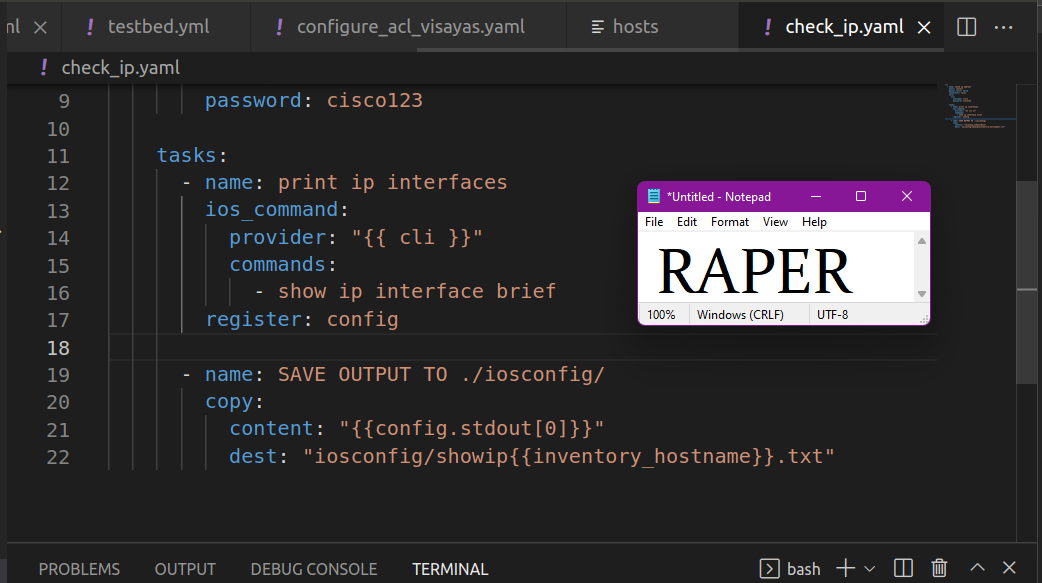 ml
testbed.yml
configure_acl_visayas.yaml
hosts
check_ip.yaml
check_ip.yaml
9 password: cisco123
10
11 tasks:
12 - name: print ip interfaces
13 ios_command:
14 provider: "{{ cli }}"
15 commands:
16 - show ip interface brief
17 register: config
18
19 - name: SAVE OUTPUT TO ./iosconfig/
20 copy:
21 content: "{{config.stdout[0]}}"
22 dest: "iosconfig/showip{{inventory_hostname}}.txt"
*Untitled - Notepad
File Edit Format View Help
RAPER
100% Windows (CRLF) UTF-8
PROBLEMS OUTPUT DEBUG CONSOLE TERMINAL bash